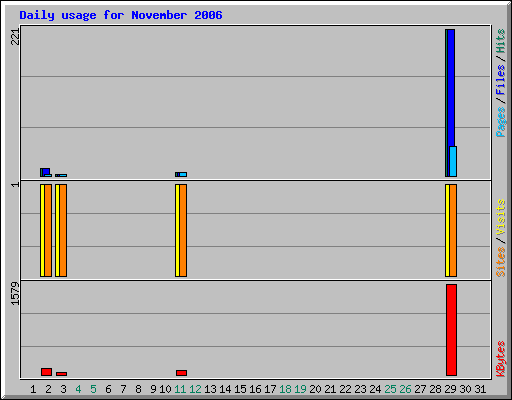 Daily usage for November 2006
221
Pages / Files / Hits
1
Sites / Visits
1579
KBytes
1 2 3 4 5 6 7 8 9 10 11 12 13 14 15 16 17 18 19 20 21 22 23 24 25 26 27 28 29 30 31